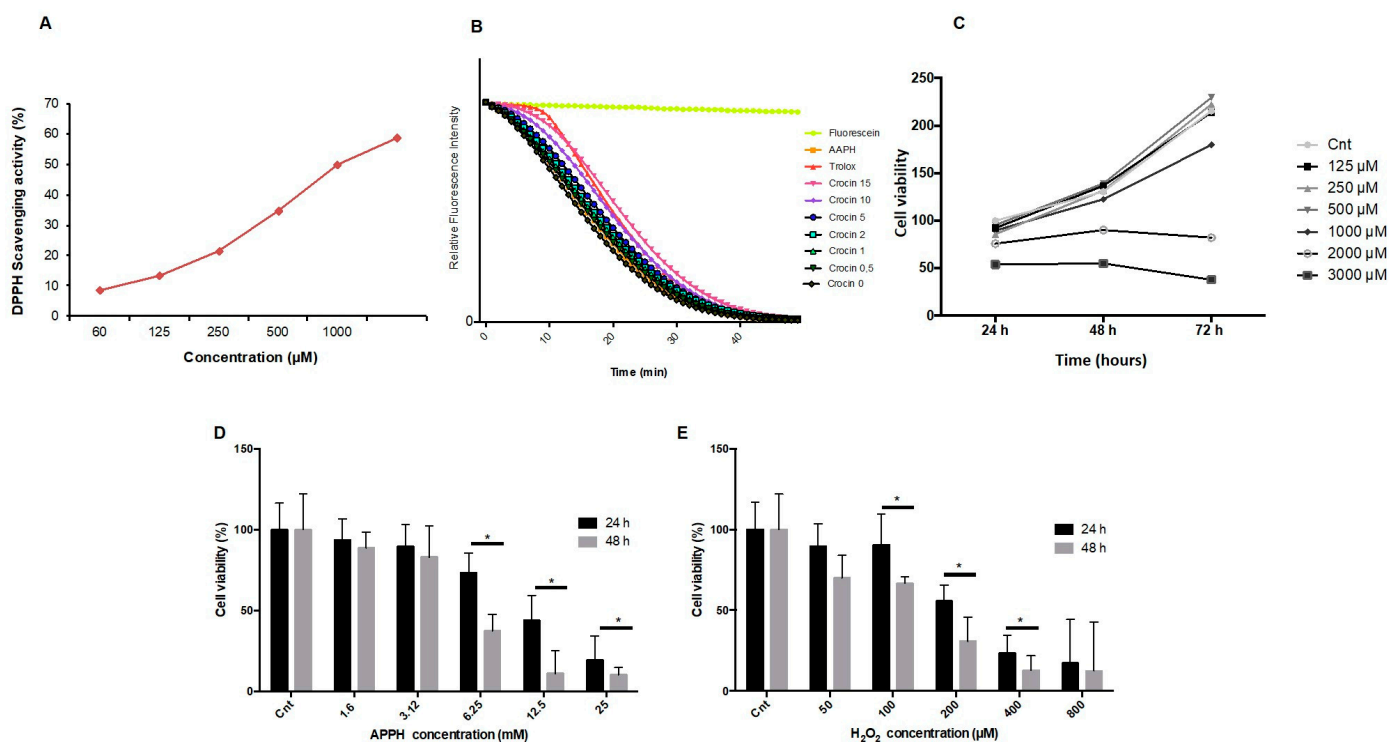 A
DPPH Scavenging activity (%)
70
60
50
40
30
20
10
0
60 125 250 500 1000
Concentration (µM)
B
Relative Fluorescence Intensity
0
0 10 20 30 40
Time (min)
Fluorescein
AAPH
Trolox
Crocin 15
Crocin 10
Crocin 5
Crocin 2
Crocin 1
Crocin 0,5
Crocin 0
C
Cell viability
250
200
150
100
50
0
24 h 48 h 72 h
Time (hours)
Cnt
125 µM
250 µM
500 µM
1000 µM
2000 µM
3000 µM
D
Cell viability (%)
150
100
50
0
* * *
24 h
48 h
Cnt 1.6 3.12 6.25 12.5 25
APPH concentration (mM)
E
Cell viability (%)
150
100
50
0
* * *
24 h
48 h
Cnt 50 100 200 400 800
H₂O₂ concentration (µM)